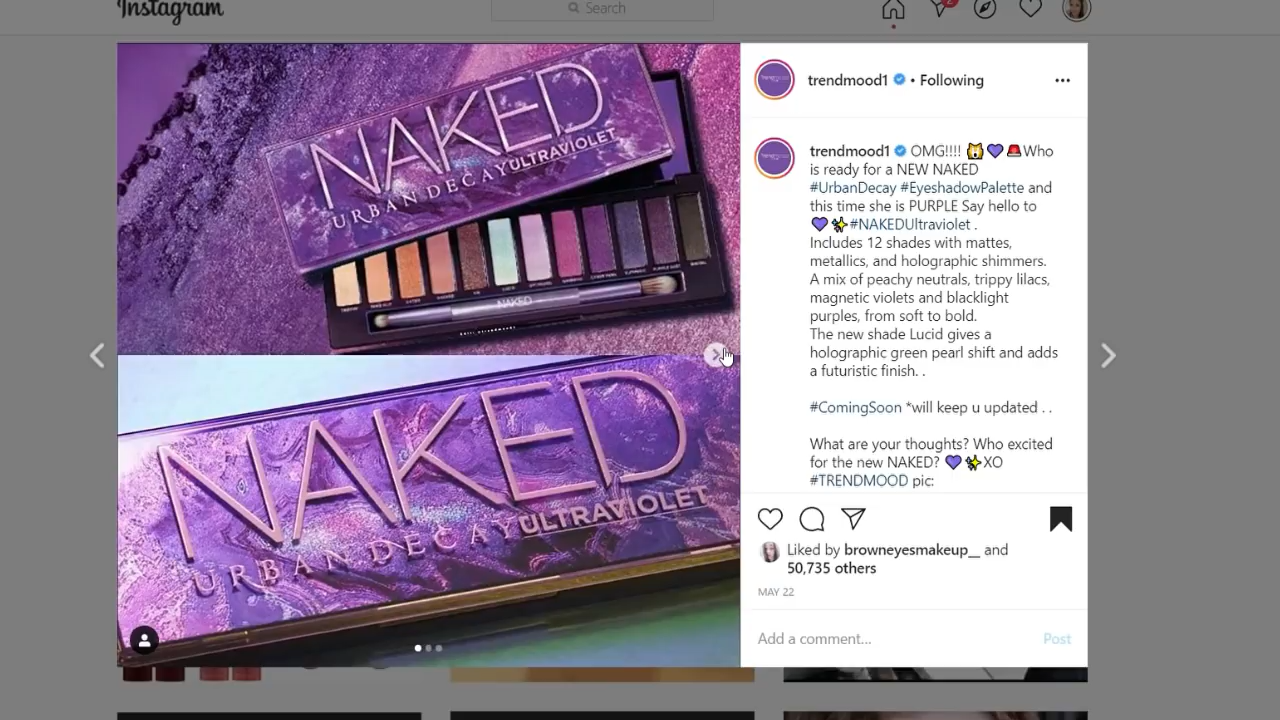 Instagram
Search
2
NAKED
URBAN DECAY ULTRAVIOLET
NAKED
NAKED
URBAN DECAY ULTRAVIOLET
trendmood1 • Following
trendmood1 OMG!!!! 🙀💜🚨Who
is ready for a NEW NAKED
#UrbanDecay #EyeshadowPalette and
this time she is PURPLE Say hello to
💜✨#NAKEDUltraviolet .
Includes 12 shades with mattes,
metallics, and holographic shimmers.
A mix of peachy neutrals, trippy lilacs,
magnetic violets and blacklight
purples, from soft to bold.
The new shade Lucid gives a
holographic green pearl shift and adds
a futuristic finish. .
#ComingSoon *will keep u updated . .
What are your thoughts? Who excited
for the new NAKED? 💜✨XO
#TRENDMOOD pic:
Liked by browneyesmakeup__ and
50,735 others
MAY 22
Add a comment...
Post